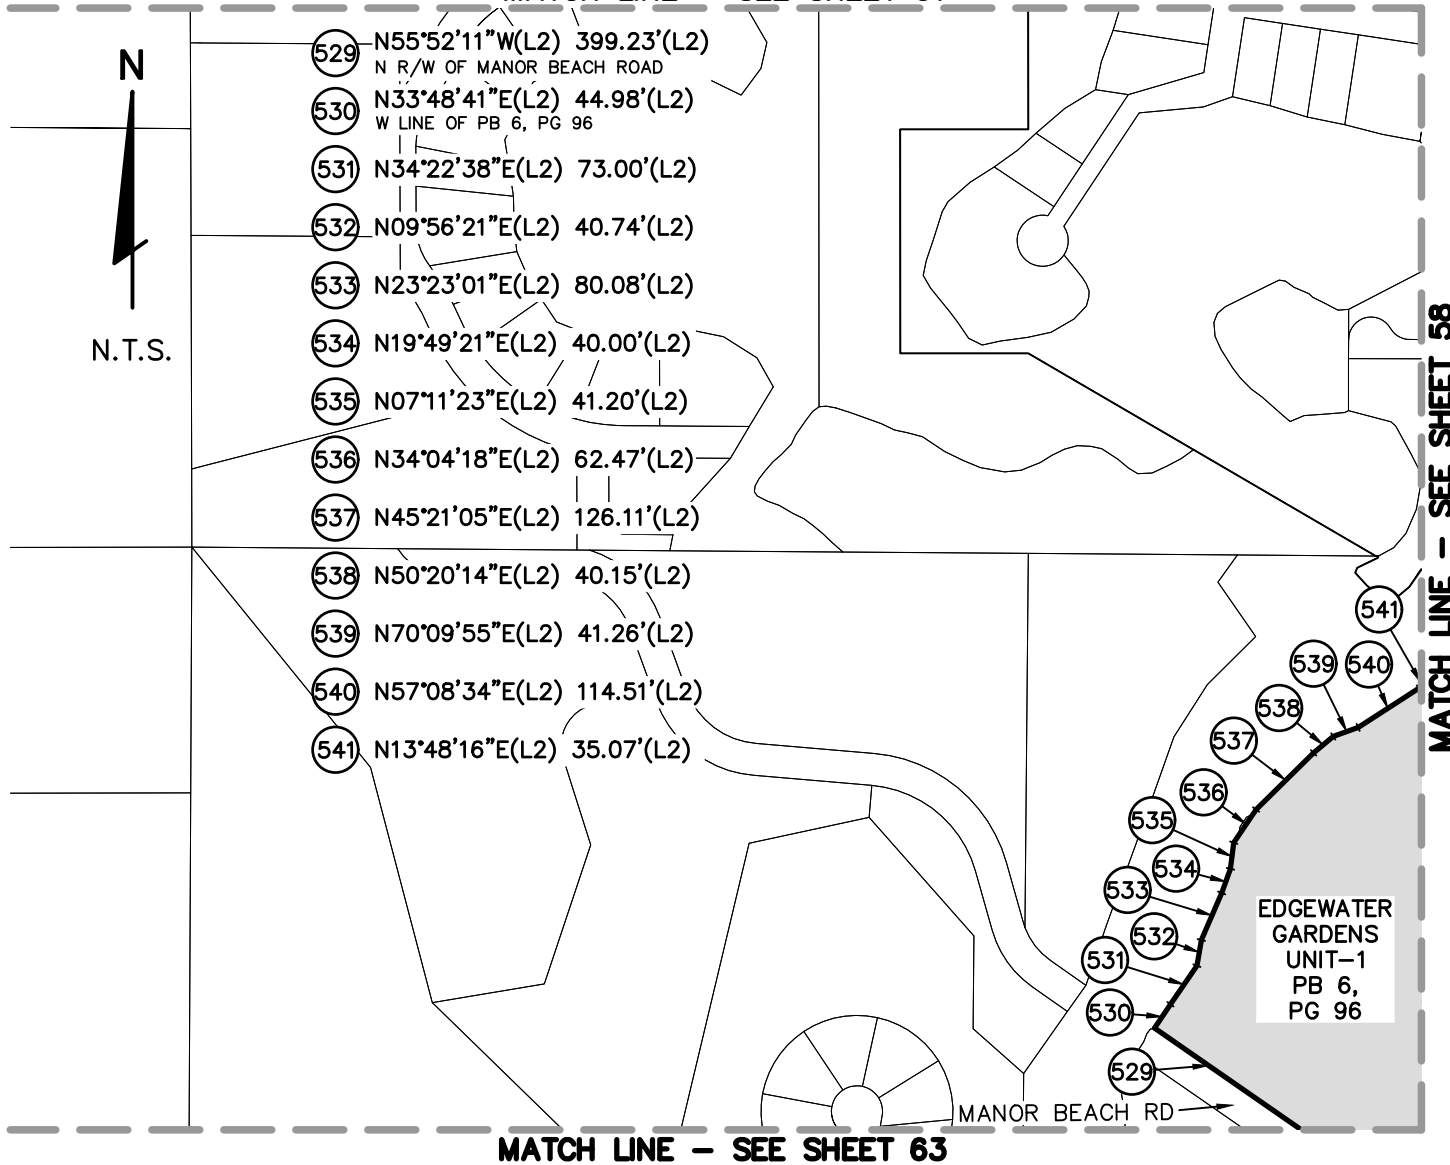 N
N.T.S.
529 N55°52'11"W(L2) 399.23'(L2)
N R/W OF MANOR BEACH ROAD
530 N33°48'41"E(L2) 44.98'(L2)
W LINE OF PB 6, PG 96
531 N34°22'38"E(L2) 73.00'(L2)
532 N09°56'21"E(L2) 40.74'(L2)
533 N23°23'01"E(L2) 80.08'(L2)
534 N19°49'21"E(L2) 40.00'(L2)
535 N07°11'23"E(L2) 41.20'(L2)
536 N34°04'18"E(L2) 62.47'(L2)
537 N45°21'05"E(L2) 126.11'(L2)
538 N50°20'14"E(L2) 40.15'(L2)
539 N70°09'55"E(L2) 41.26'(L2)
540 N57°08'34"E(L2) 114.51'(L2)
541 N13°48'16"E(L2) 35.07'(L2)
MATCH LINE – SEE SHEET 58
541
540
539
538
537
536
535
534
533
532
531
530
529
EDGEWATER
GARDENS
UNIT–1
PB 6,
PG 96
MANOR BEACH RD
MATCH LINE – SEE SHEET 63